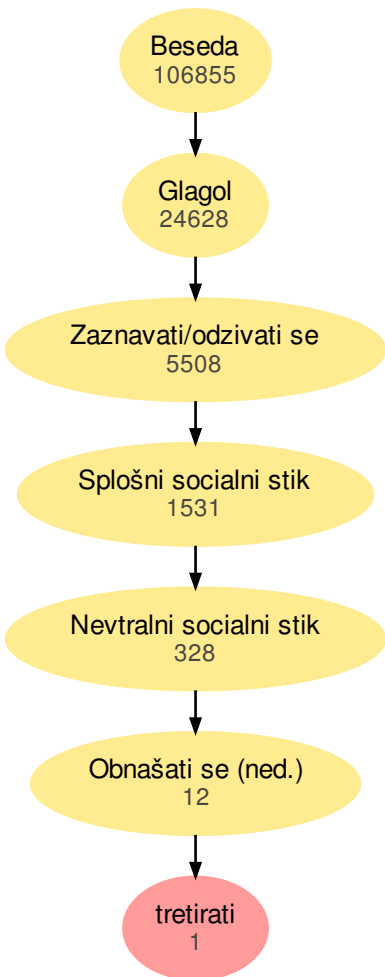 Beseda
106855
Glagol
24628
Zaznavati/odzivati se
5508
Splošni socialni stik
1531
Nevtralni socialni stik
328
Obnašati se (ned.)
12
tretirati
1